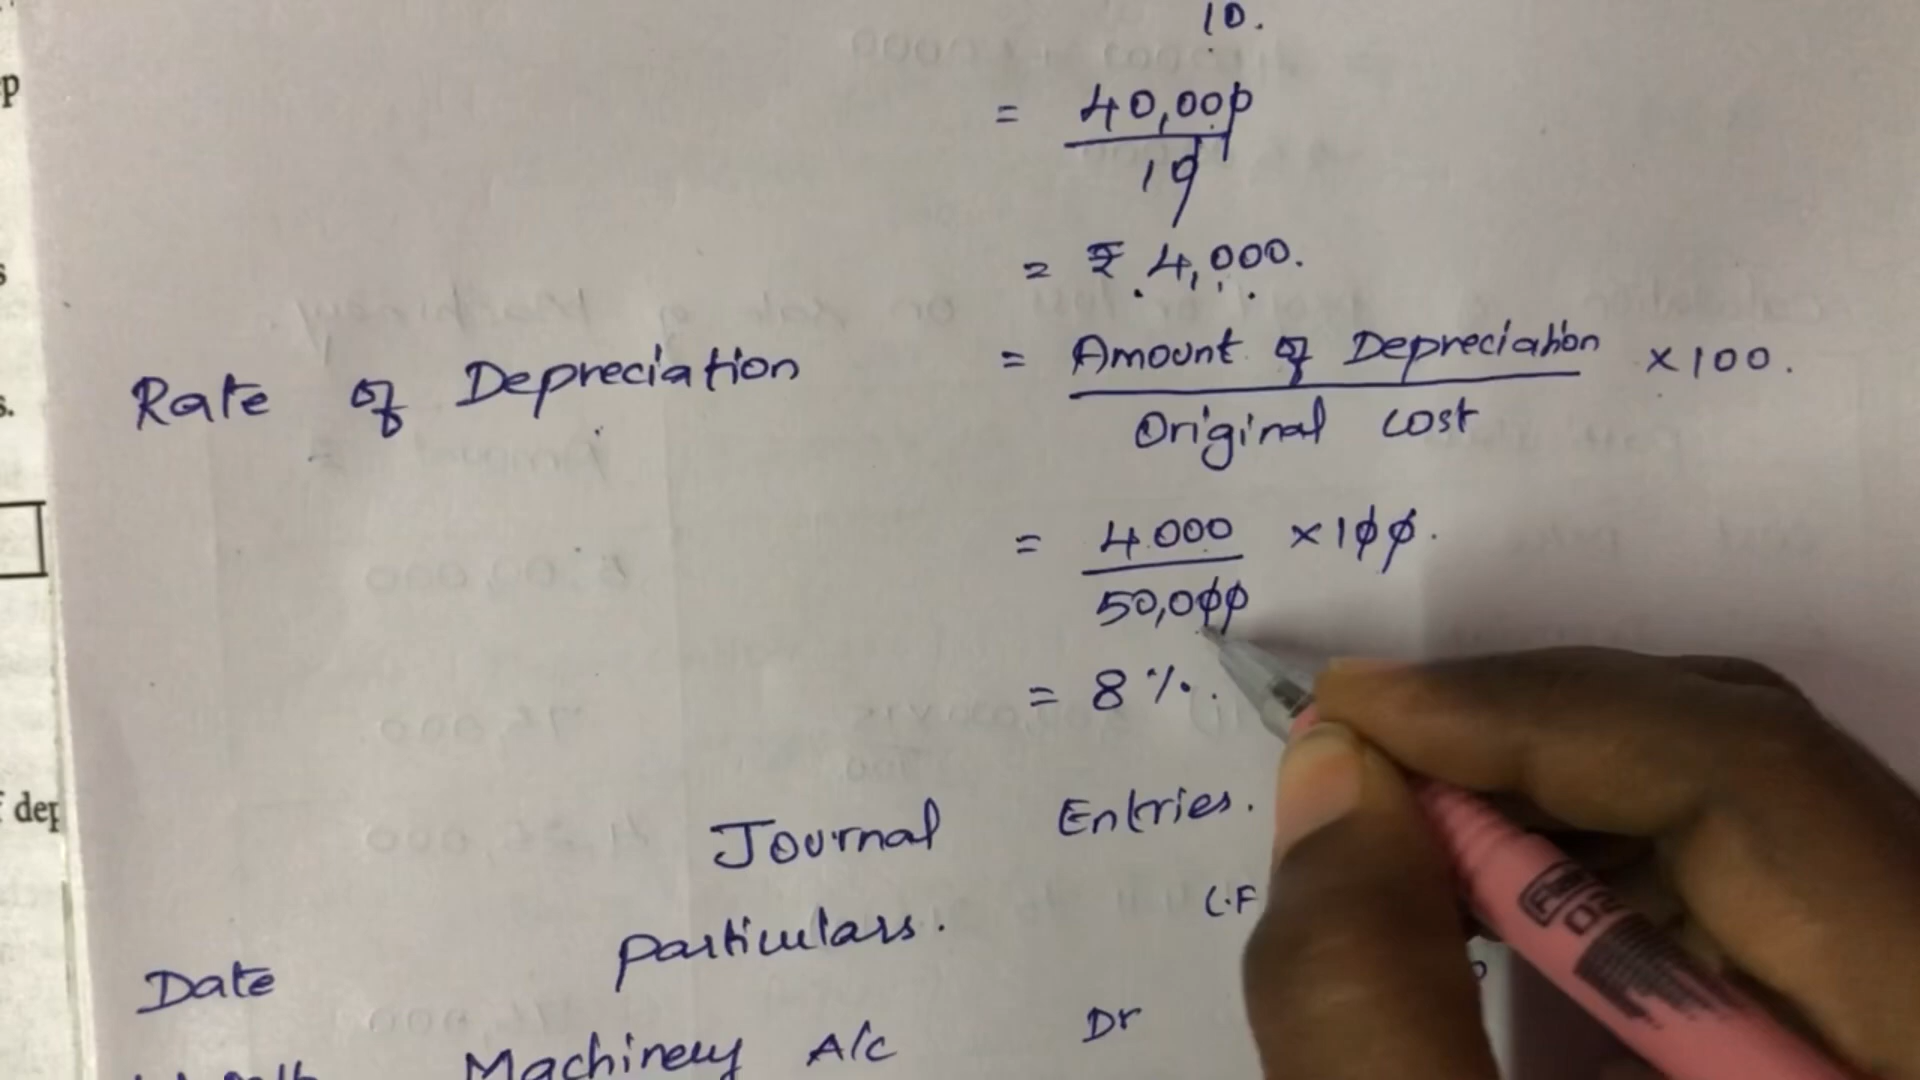 10.
= 40,000
10
= ₹ 4,000.
Rate of Depreciation = Amount of Depreciation × 100.
Original cost
= 4000 × 100.
50,000
= 8 %.
Journal Entries.
Date Particulars. L.F
Machinery A/c Dr